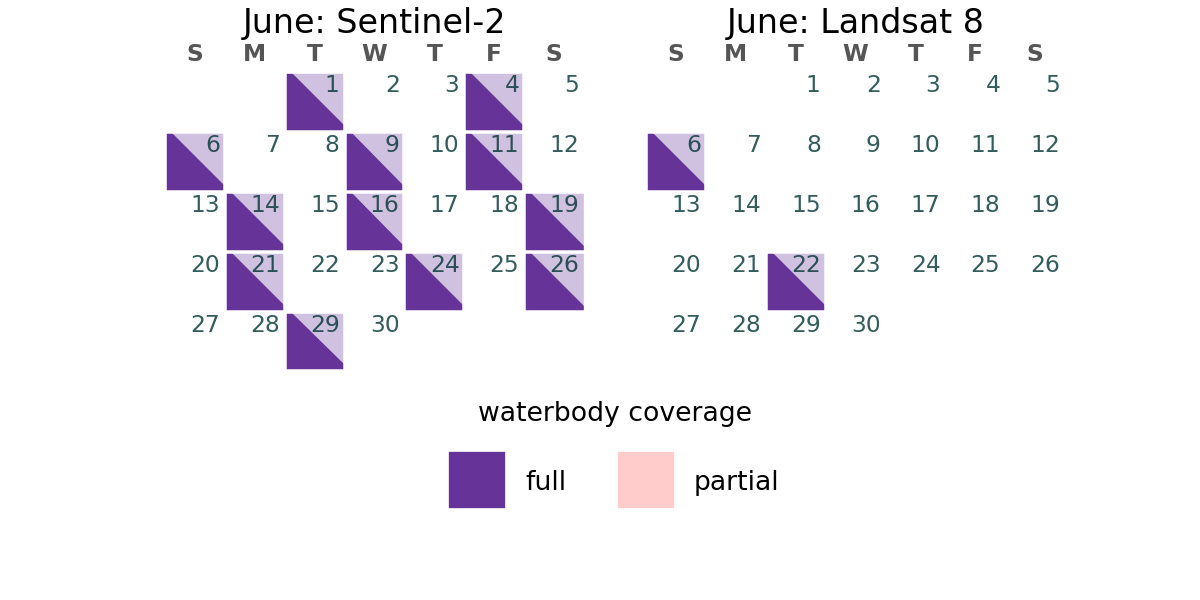 June: Sentinel-2
S M T W T F S
1 2 3 4 5
6 7 8 9 10 11 12
13 14 15 16 17 18 19
20 21 22 23 24 25 26
27 28 29 30
June: Landsat 8
S M T W T F S
1 2 3 4 5
6 7 8 9 10 11 12
13 14 15 16 17 18 19
20 21 22 23 24 25 26
27 28 29 30
waterbody coverage
full partial